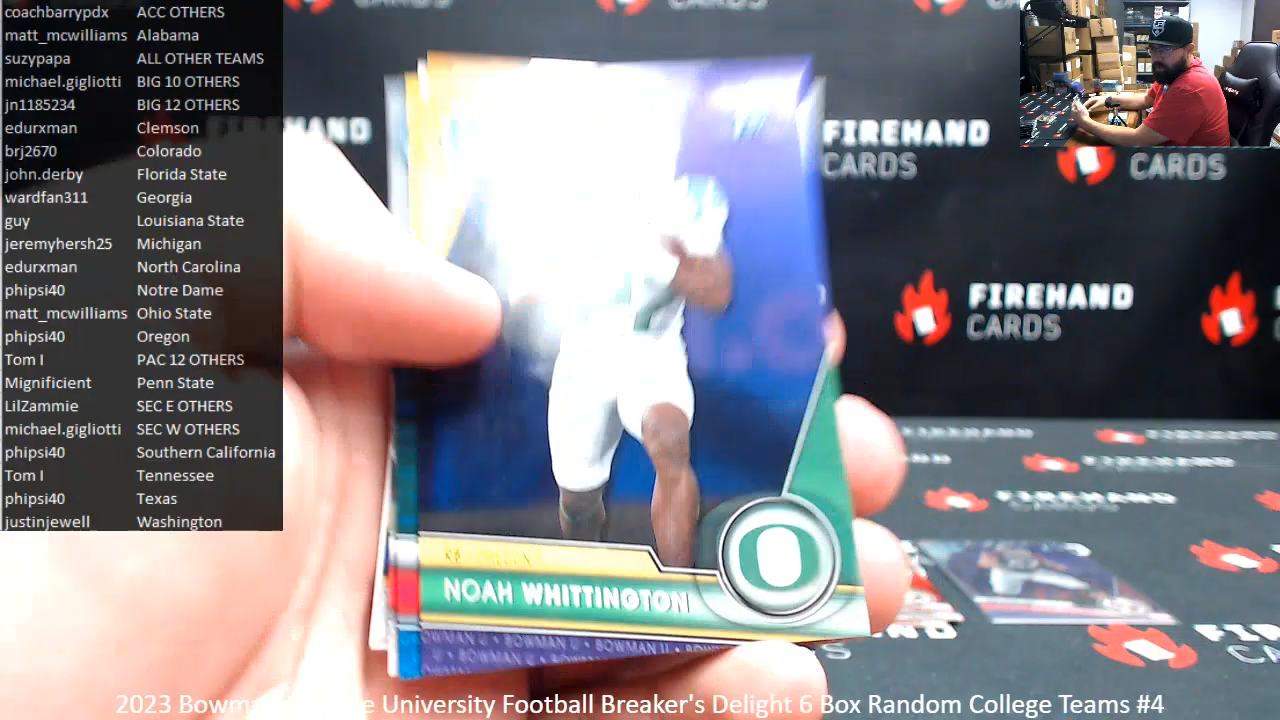 coachbarrypdx ACC OTHERS
matt_mcwilliams Alabama
suzypapa ALL OTHER TEAMS
michael.gigliotti BIG 10 OTHERS
jn1185234 BIG 12 OTHERS
edurxman Clemson
brj2670 Colorado
john.derby Florida State
wardfan311 Georgia
guy Louisiana State
jeremyhersh25 Michigan
edurxman North Carolina
phipsi40 Notre Dame
matt_mcwilliams Ohio State
phipsi40 Oregon
Tom I PAC 12 OTHERS
Mignificient Penn State
LilZammie SEC E OTHERS
michael.gigliotti SEC W OTHERS
phipsi40 Southern California
Tom I Tennessee
phipsi40 Texas
justinjewell Washington
FIREHAND
CARDS
CARDS
FIREHAND
CARDS
FIREHAND
NOAH WHITTINGTON
BOWMAN U • BOWMAN U
BOWMAN U • BOWMAN U
2023 Bowma e University Football Breaker's Delight 6 Box Random College Teams #4